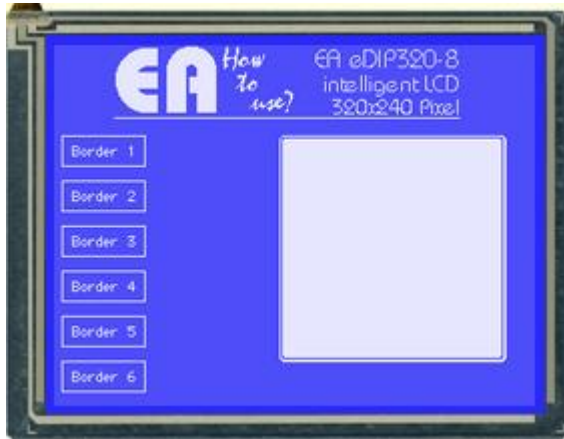 EA
How
to
use?
EA eDIP320-8
intelligent LCD
320x240 Pixel
Border 1
Border 2
Border 3
Border 4
Border 5
Border 6